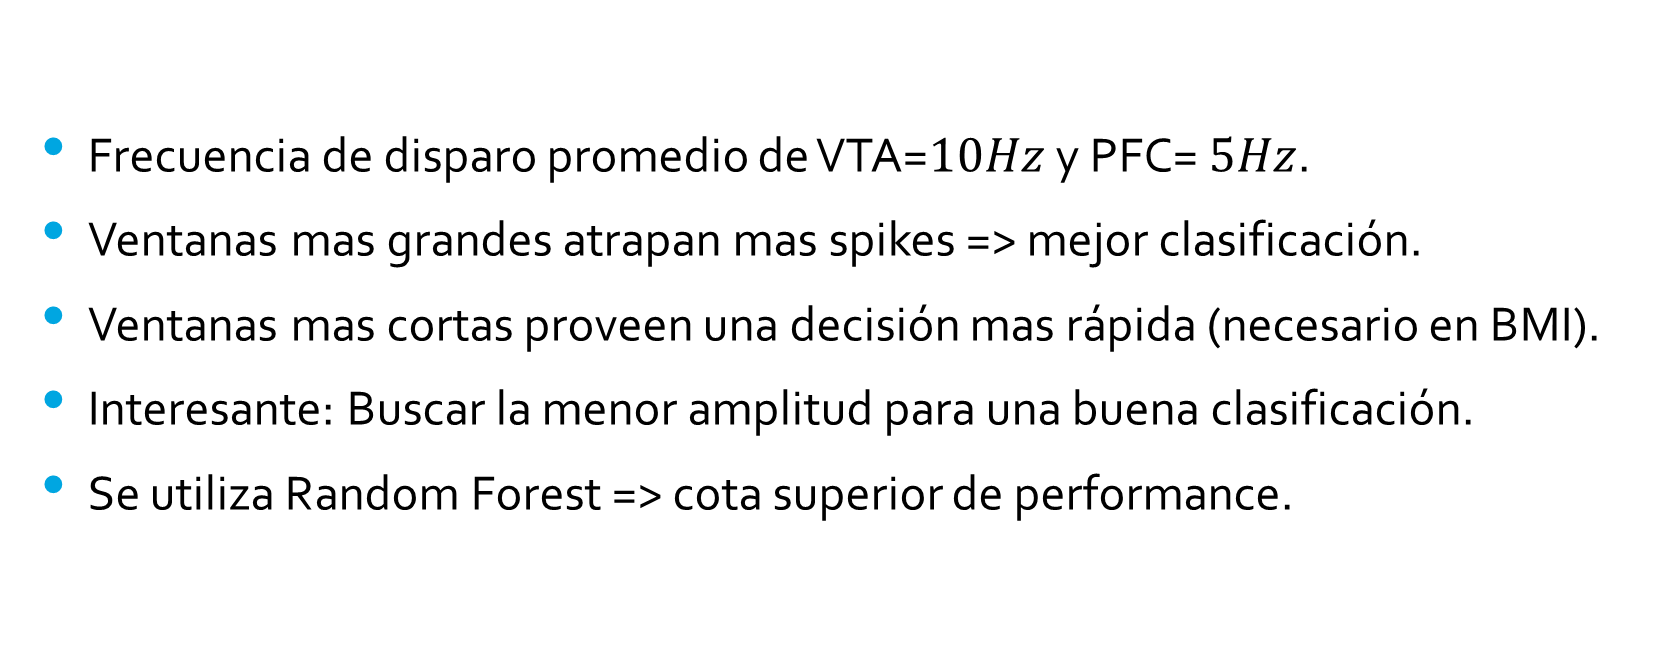 • Frecuencia de disparo promedio de VTA=10Hz y PFC= 5Hz.
• Ventanas mas grandes atrapan mas spikes => mejor clasificación.
• Ventanas mas cortas proveen una decisión mas rápida (necesario en BMI).
• Interesante: Buscar la menor amplitud para una buena clasificación.
• Se utiliza Random Forest => cota superior de performance.